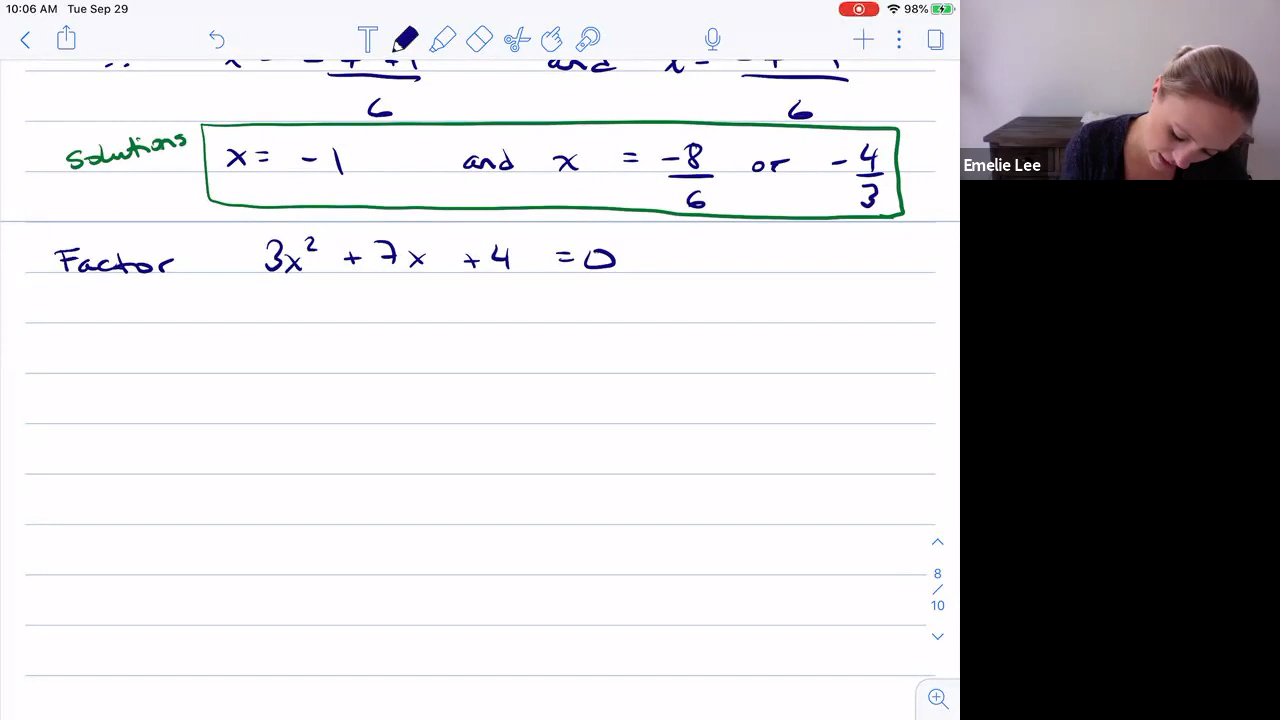 10:06 AM Tue Sep 29
98%
6 6
Solutions x = -1 and x = -8/6 or -4/3
Factor 3x² + 7x + 4 = 0
Emelie Lee
8
/
10